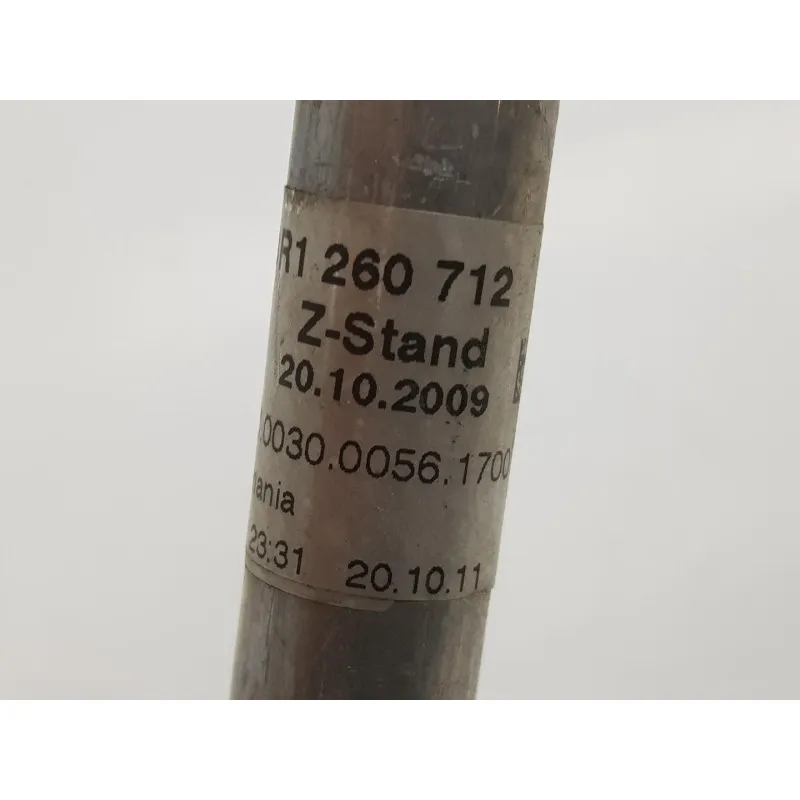 R1 260 712
Z-Stand
20.10.2009
.0030.0056.1700
ania
23:31 20.10.11